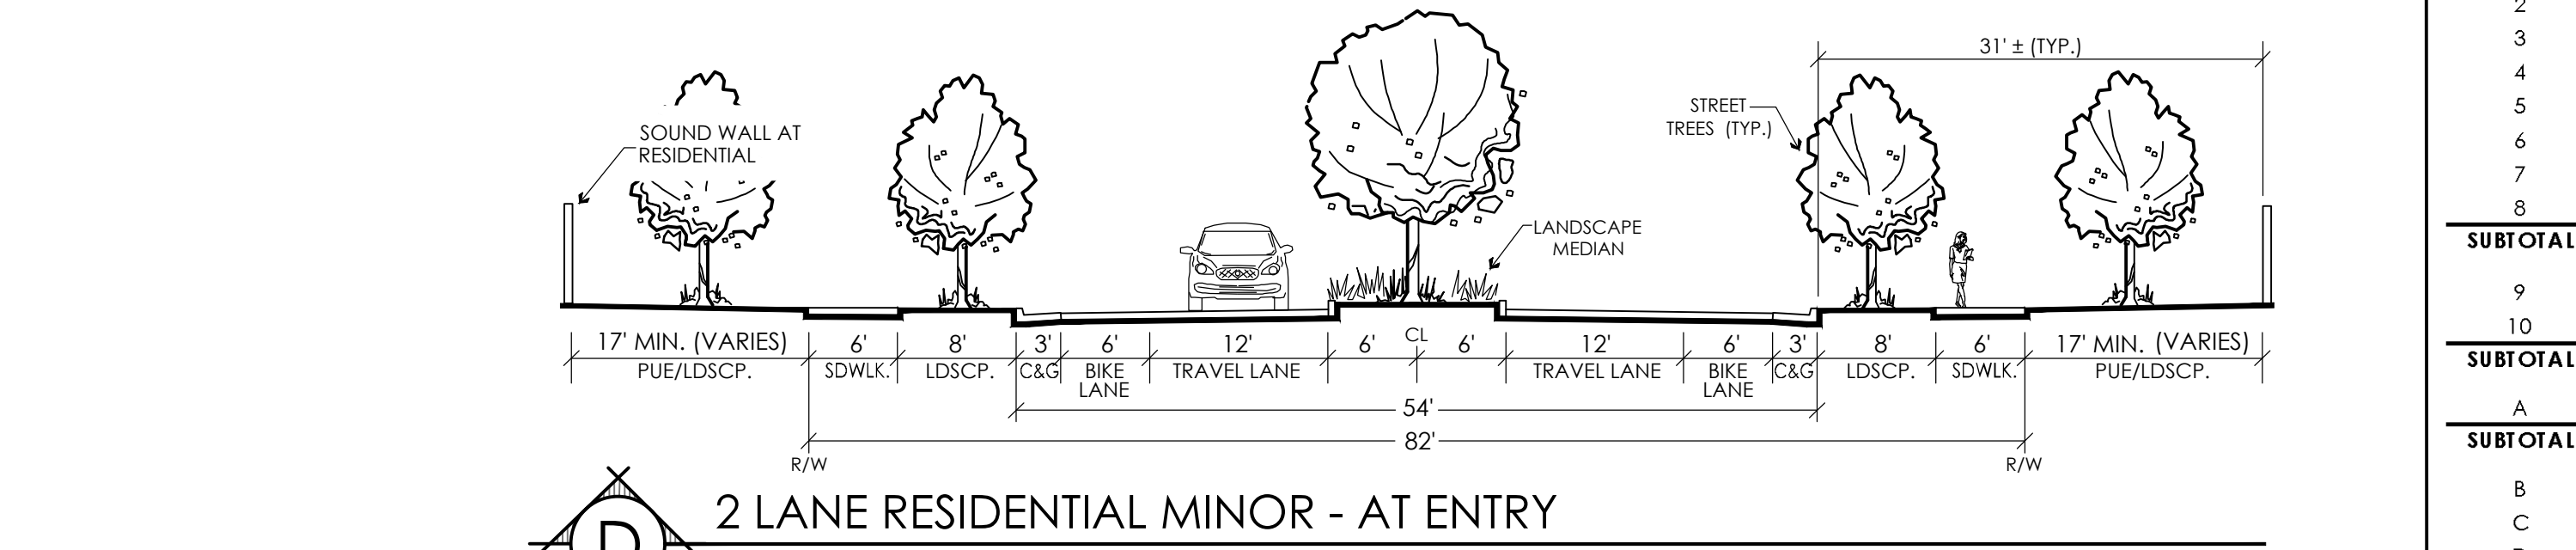 31' ± (TYP.)
STREET
TREES (TYP.)
SOUND WALL AT
RESIDENTIAL
LANDSCAPE
MEDIAN
17' MIN. (VARIES) 6' 8' 3' 6' 12' 6' CL 6' 12' 6' 3' 8' 6' 17' MIN. (VARIES)
PUE/LDSCP. SDWLK. LDSCP. C&G BIKE LANE TRAVEL LANE TRAVEL LANE BIKE LANE C&G LDSCP. SDWLK. PUE/LDSCP.
54'
82'
R/W R/W
2 LANE RESIDENTIAL MINOR - AT ENTRY
D
2
3
4
5
6
7
8
SUBTOTAL
9
10
SUBTOTAL
A
SUBTOTAL
B
C